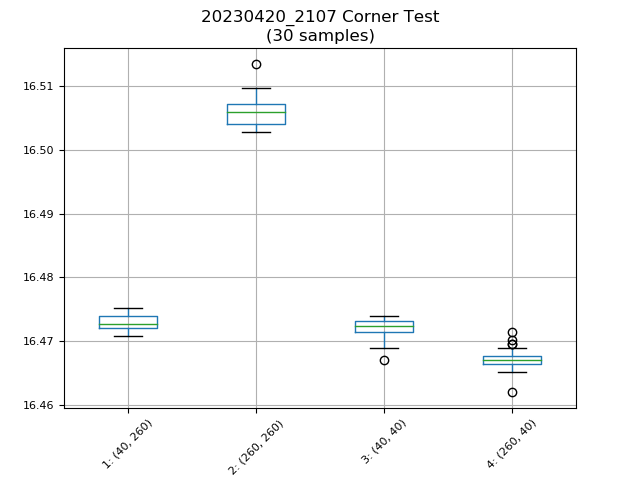 20230420_2107 Corner Test
(30 samples)
16.51
16.50
16.49
16.48
16.47
16.46
1: (40, 260)
2: (260, 260)
3: (40, 40)
4: (260, 40)